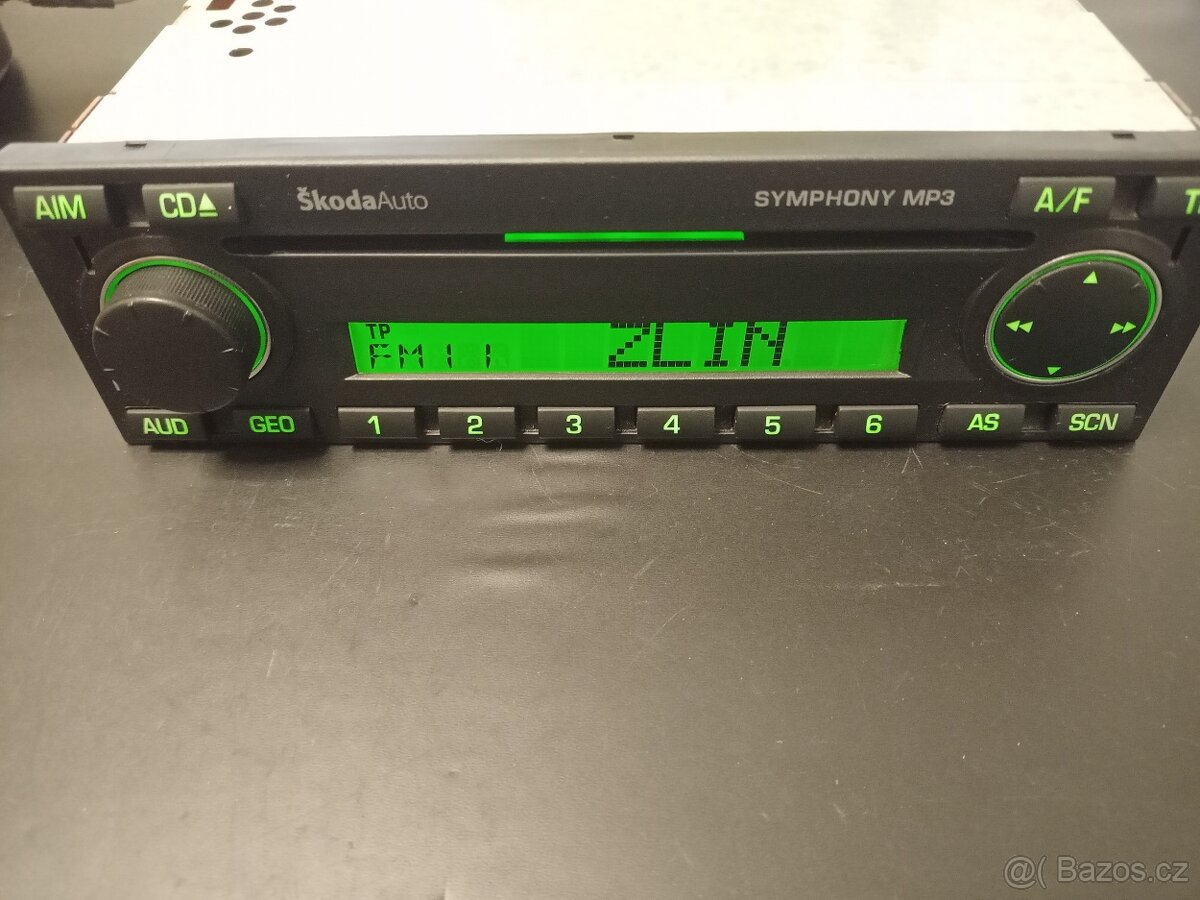 AIM CD ŠkodaAuto SYMPHONY MP3 A/F
TP
FM11 ZLIN
AUD GEO 1 2 3 4 5 6 AS SCN
@( Bazos.cz